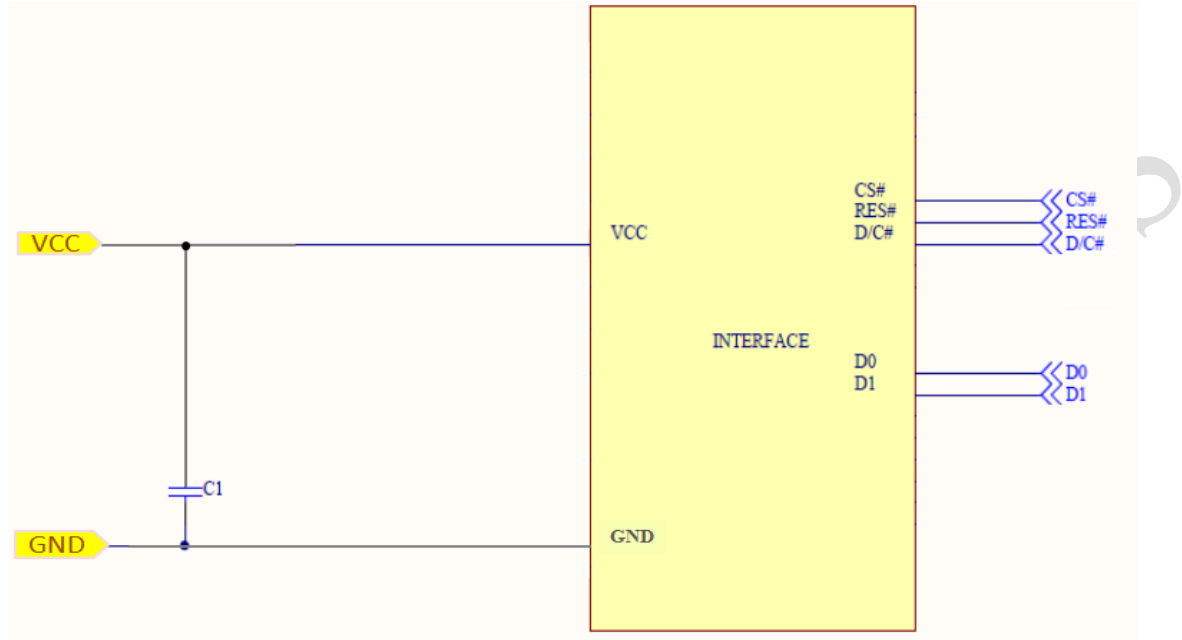 CS#
CS#
RES#
RES#
VCC
VCC
D/C#
D/C#
INTERFACE
D0
D0
D1
D1
C1
GND
GND